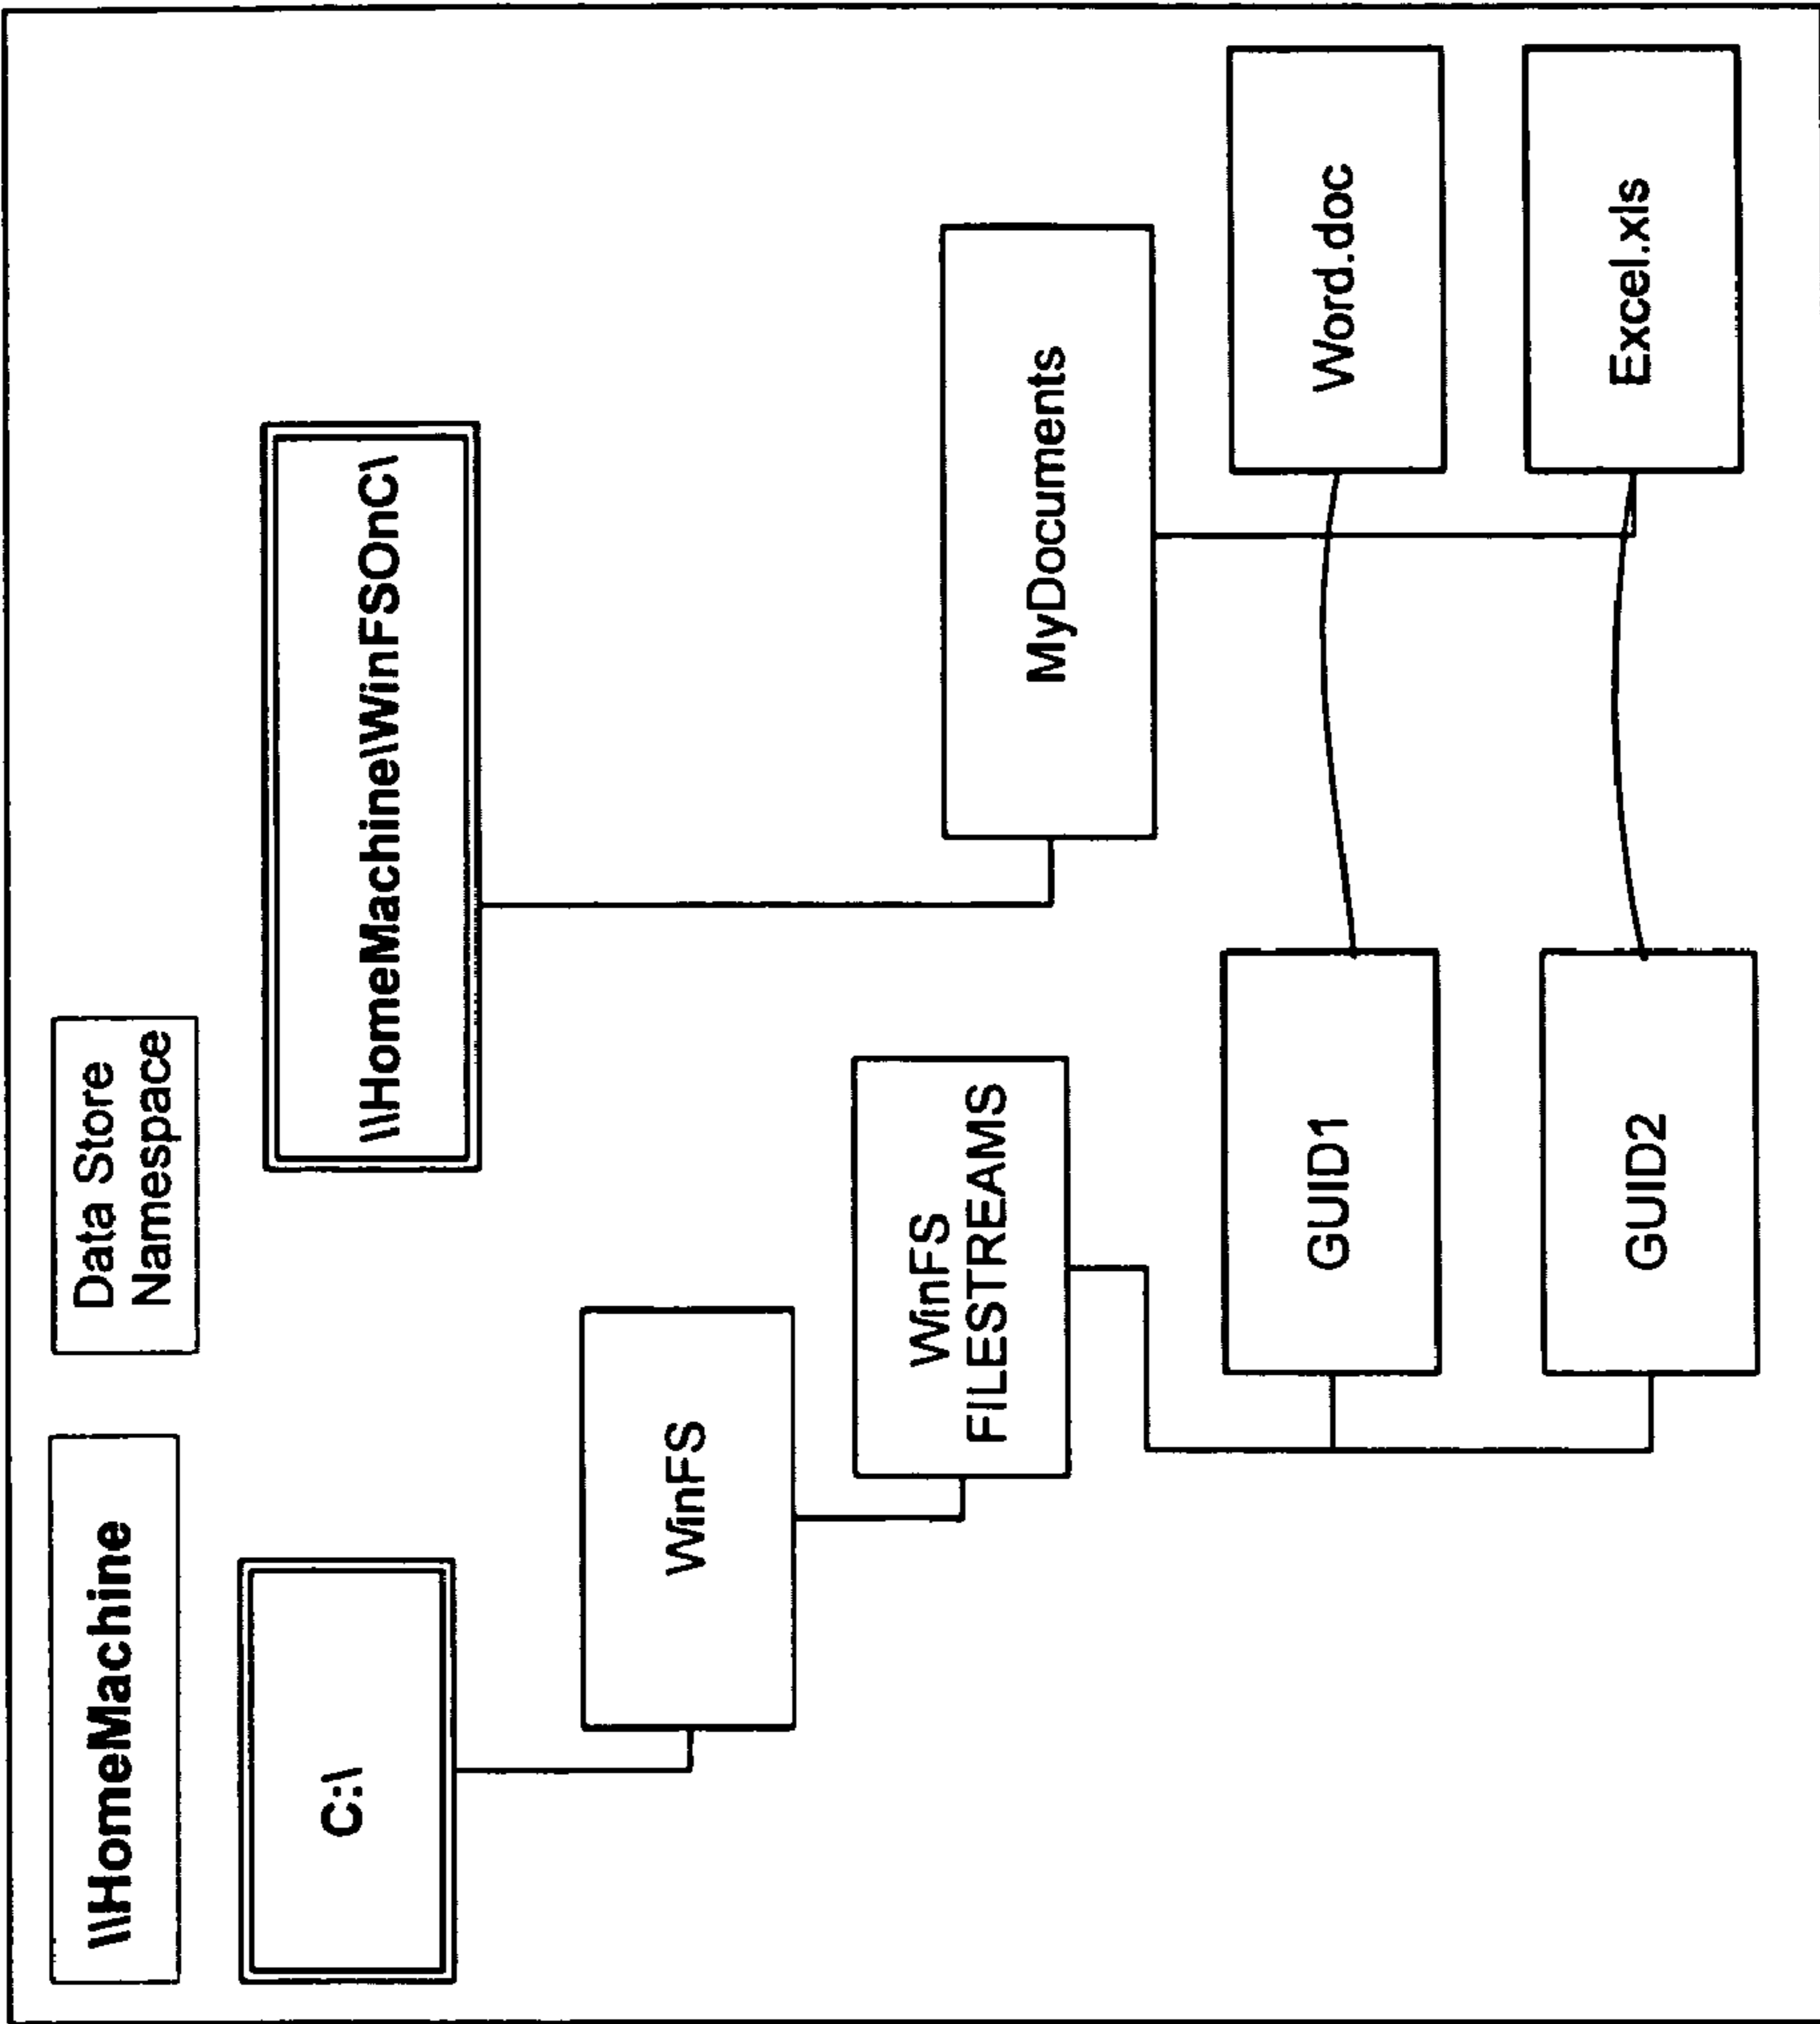 \\HomeMachine
Data Store
Namespace
C:\
\\HomeMachine\WinFSOnC\
WinFS
WinFS
FILESTREAMS
MyDocuments
GUID1
Word.doc
GUID2
Excel.xls